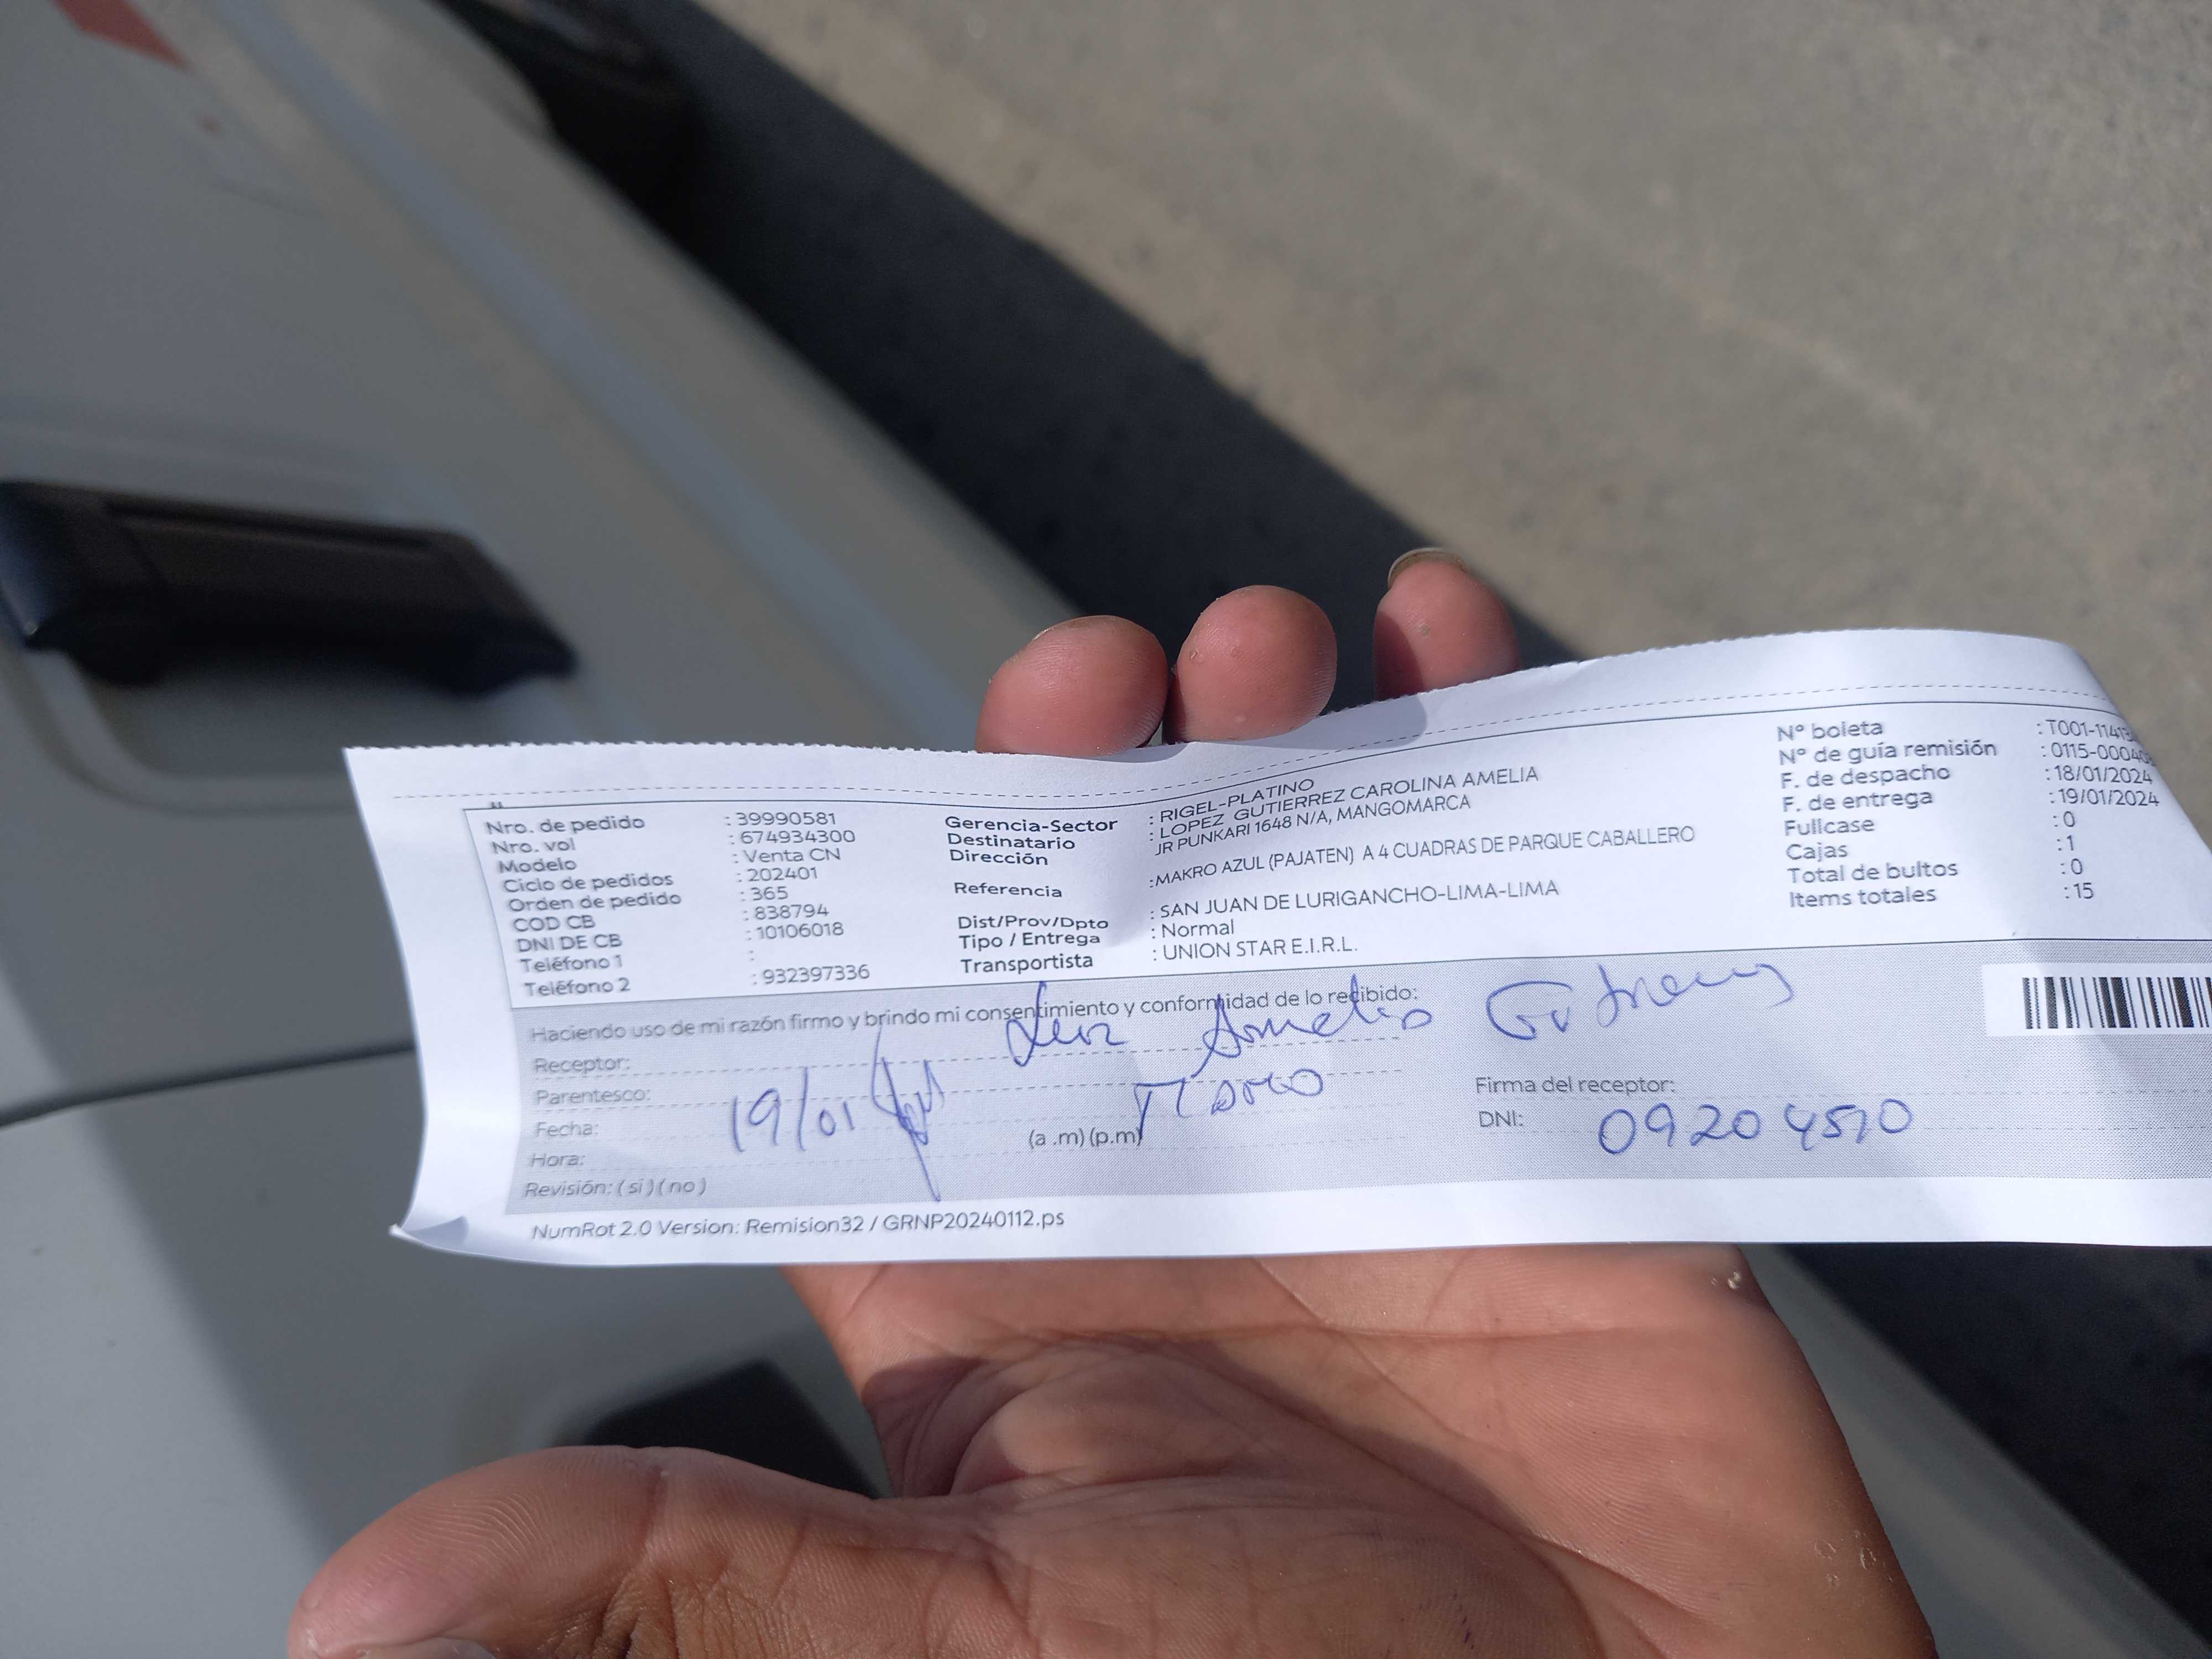 Nro. de pedido : 39990581
Nro. vol : 674934300
Modelo : Venta CN
Ciclo de pedidos : 202401
Orden de pedido : 365
COD CB : 838794
DNI DE CB : 10106018
Teléfono 1 :
Teléfono 2 : 932397336
Gerencia-Sector : RIGEL-PLATINO
Destinatario : LOPEZ GUTIERREZ CAROLINA AMELIA
Dirección JR PUNKARI 1648 N/A, MANGOMARCA
Referencia : MAKRO AZUL (PAJATEN) A 4 CUADRAS DE PARQUE CABALLERO
Dist/Prov/Dpto : SAN JUAN DE LURIGANCHO-LIMA-LIMA
Tipo / Entrega : Normal
Transportista : UNION STAR E.I.R.L.
Nº boleta : T001-1141
Nº de guía remisión : 0115-0004
F. de despacho : 18/01/2024
F. de entrega : 19/01/2024
Fullcase : 0
Cajas : 1
Total de bultos : 0
Items totales : 15
Haciendo uso de mi razón firmo y brindo mi consentimiento y conformidad de lo recibido:
Receptor:
Parentesco:
Fecha: 19/01
Hora: (a .m) (p.m)
Revisión: ( si ) ( no )
Firma del receptor:
DNI: 09204510
NumRot 2.0 Version: Remision32 / GRNP20240112.ps